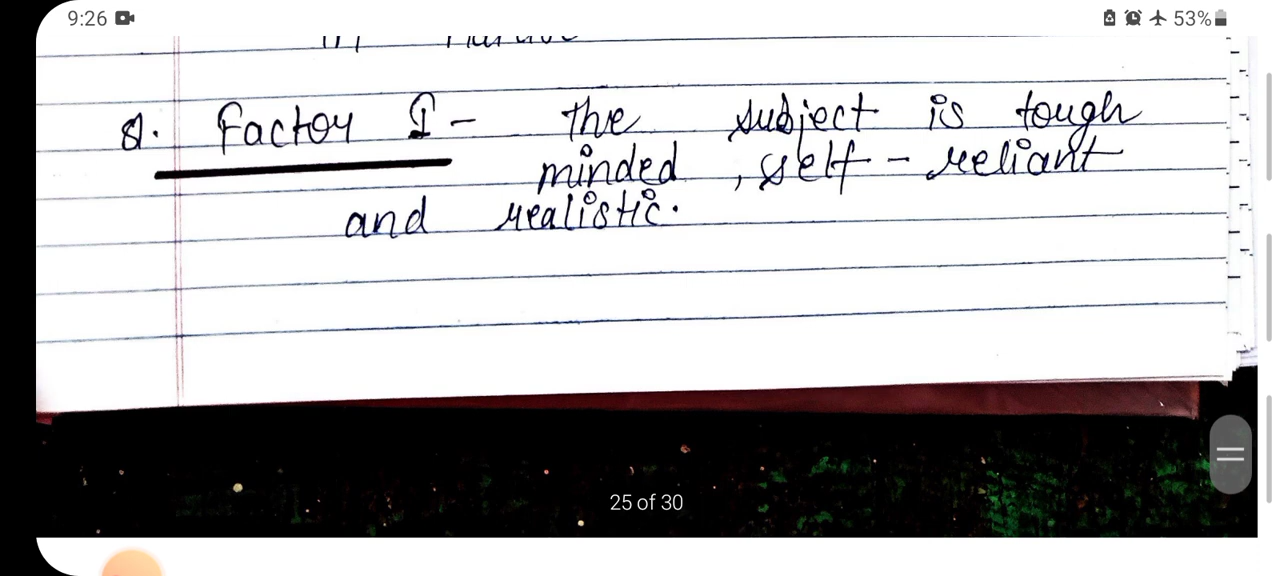 9:26 53%
8. Factor I - The subject is tough
minded, self - reliant
and realistic.
25 of 30